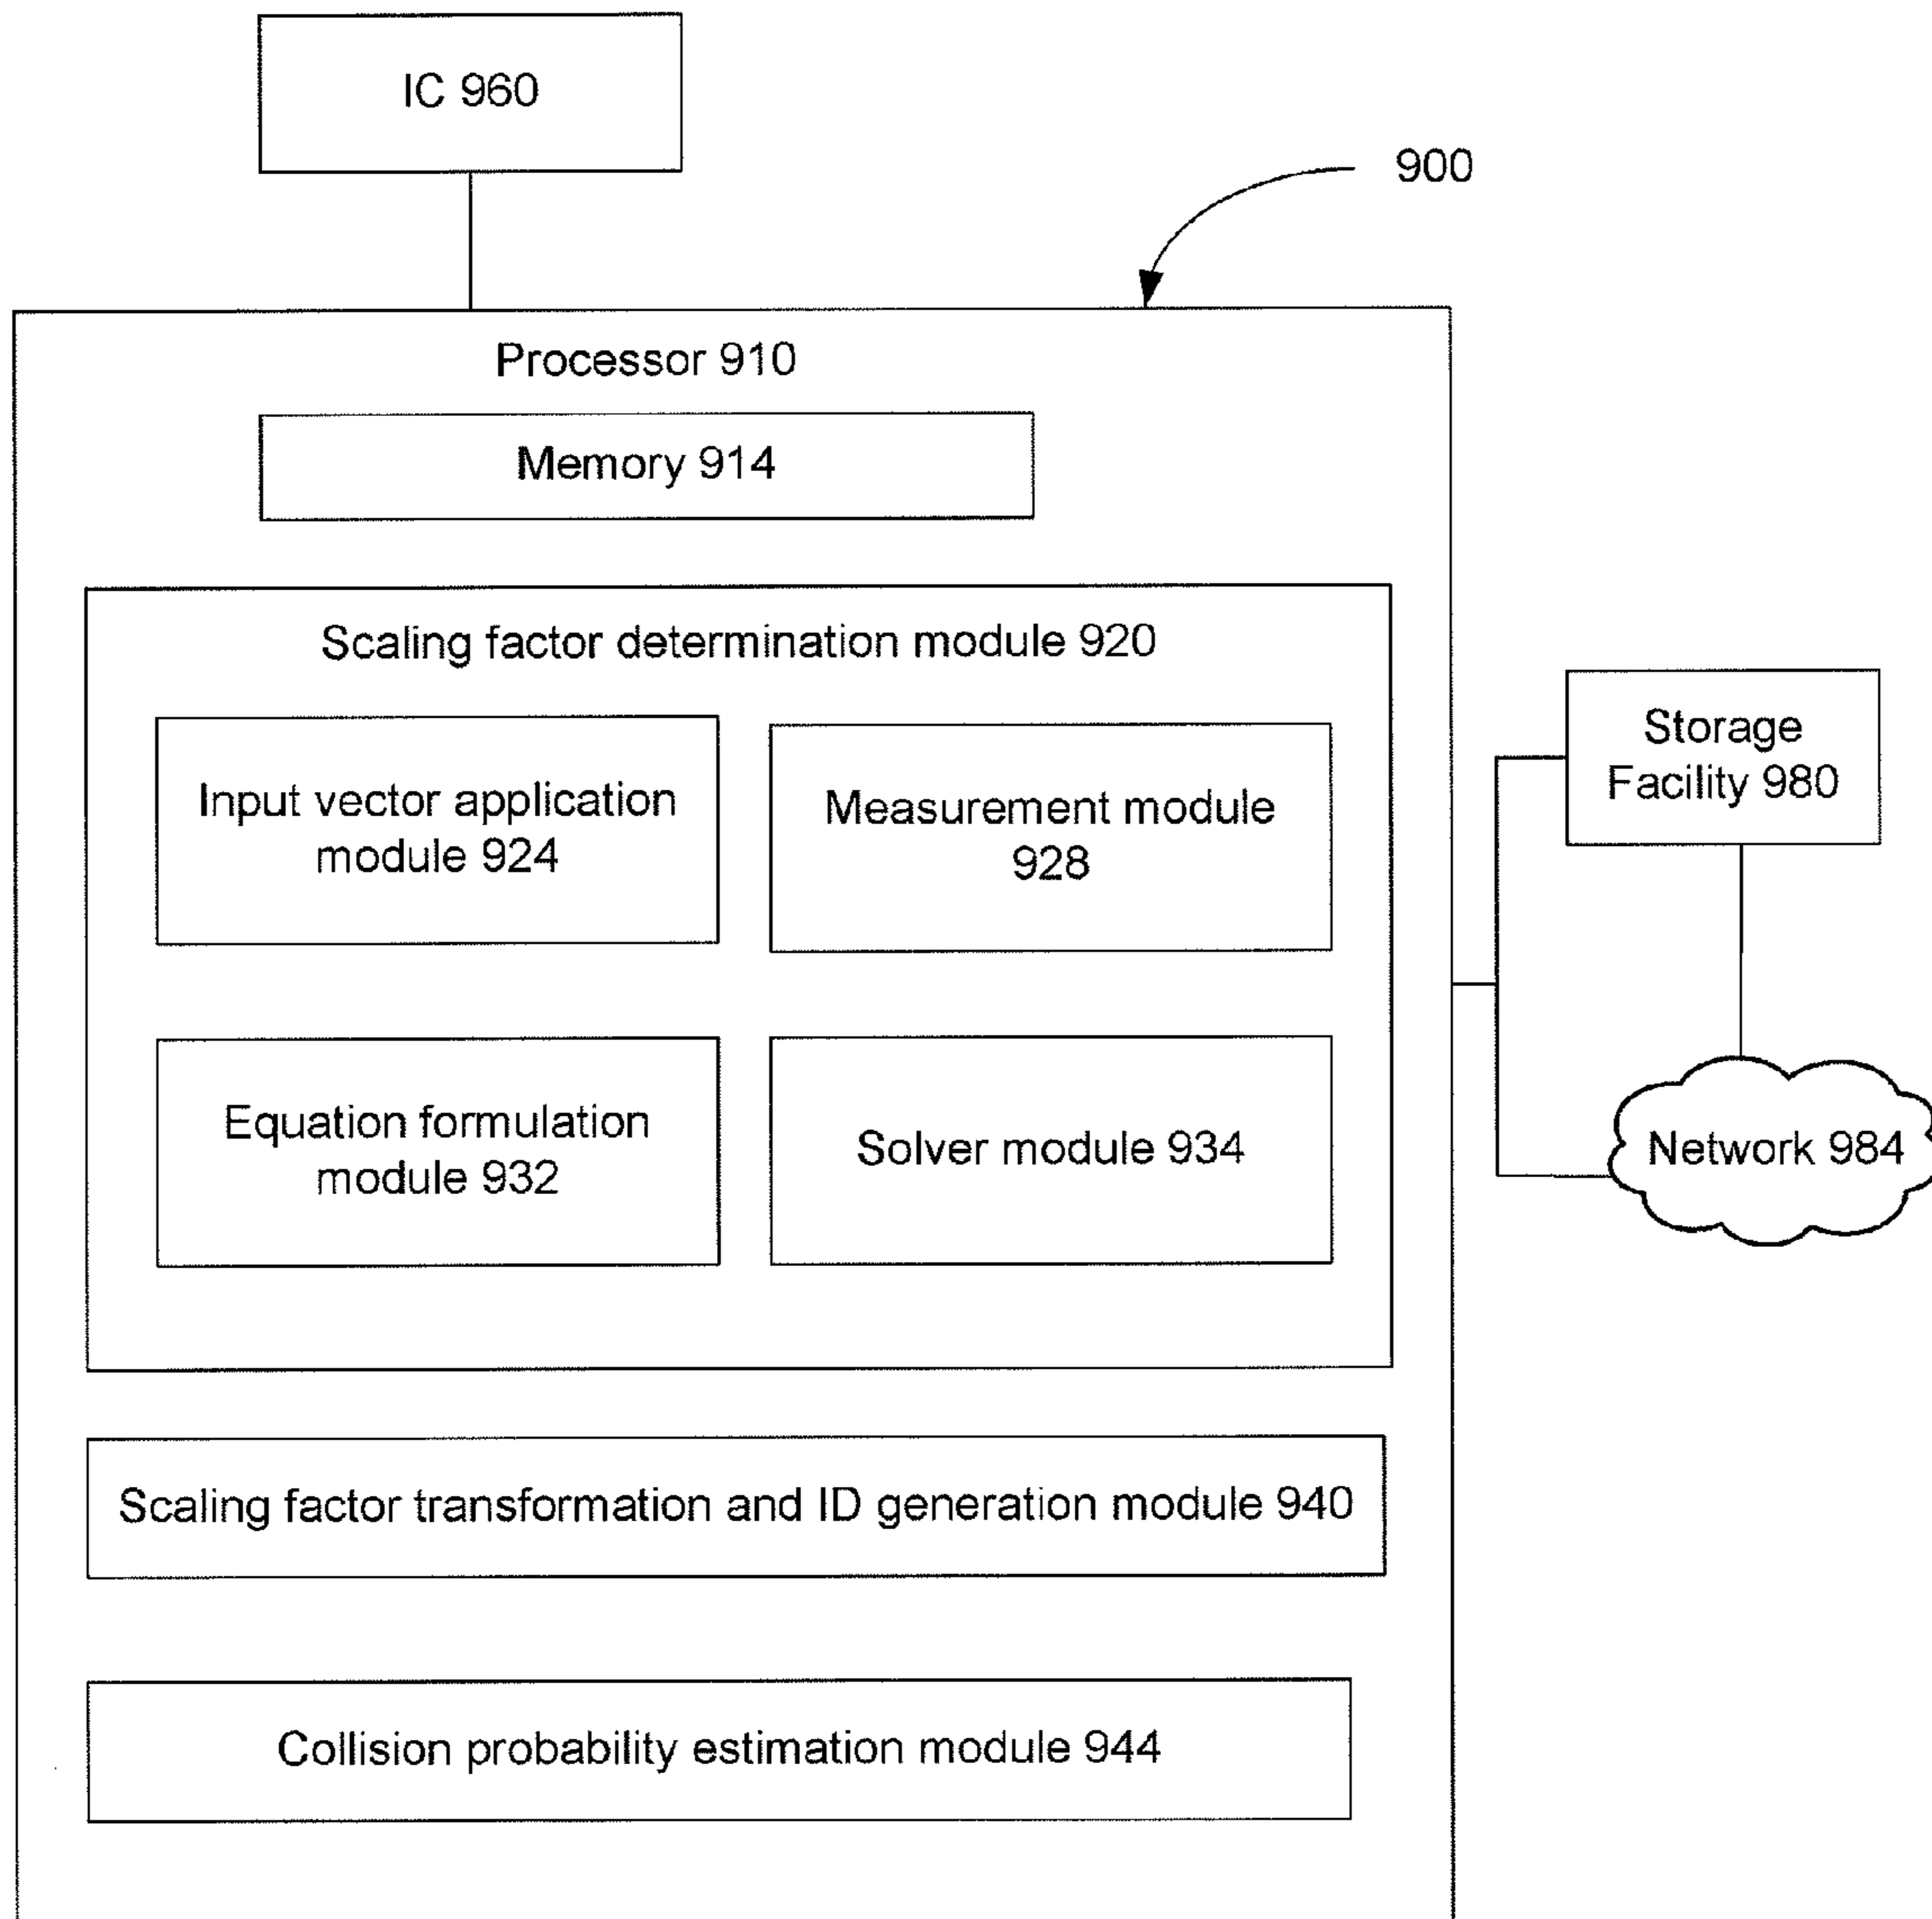 IC 960
900
Processor 910
Memory 914
Scaling factor determination module 920
Input vector application
module 924
Measurement module
928
Equation formulation
module 932
Solver module 934
Storage
Facility 980
Network 984
Scaling factor transformation and ID generation module 940
Collision probability estimation module 944